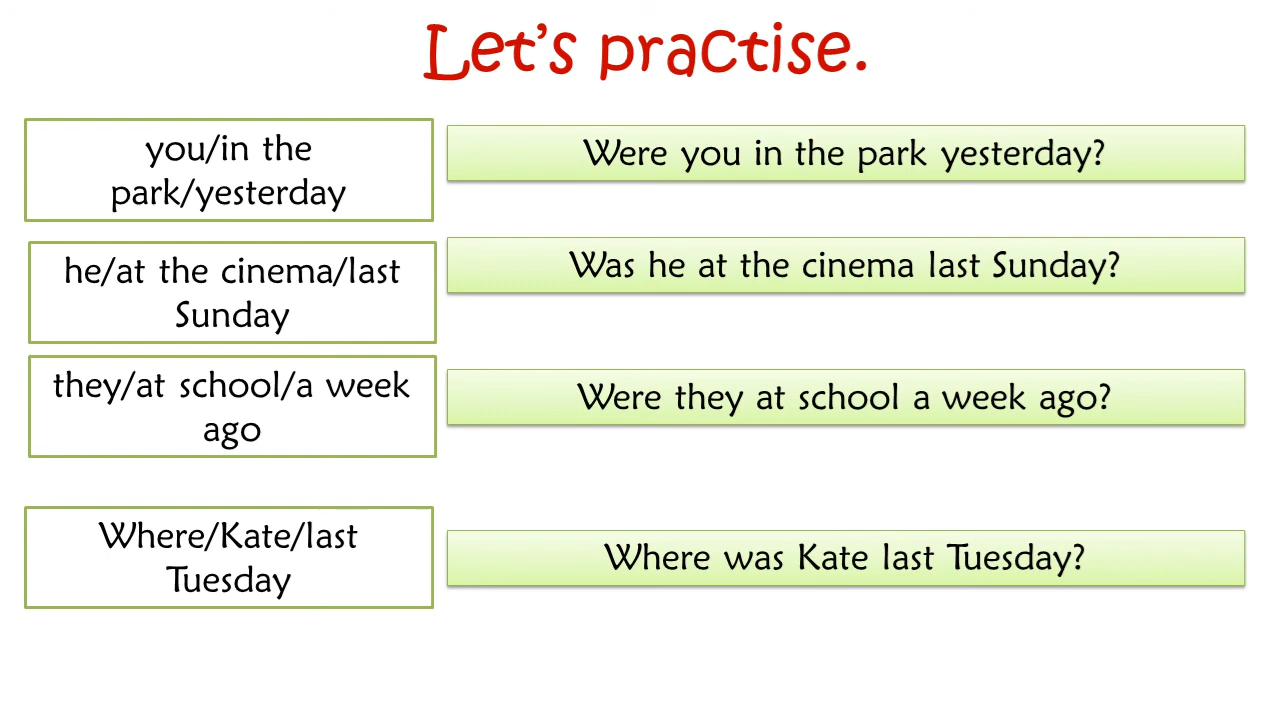 Let's practise.
you/in the
park/yesterday
Were you in the park yesterday?
he/at the cinema/last
Sunday
Was he at the cinema last Sunday?
they/at school/a week
ago
Were they at school a week ago?
Where/Kate/last
Tuesday
Where was Kate last Tuesday?